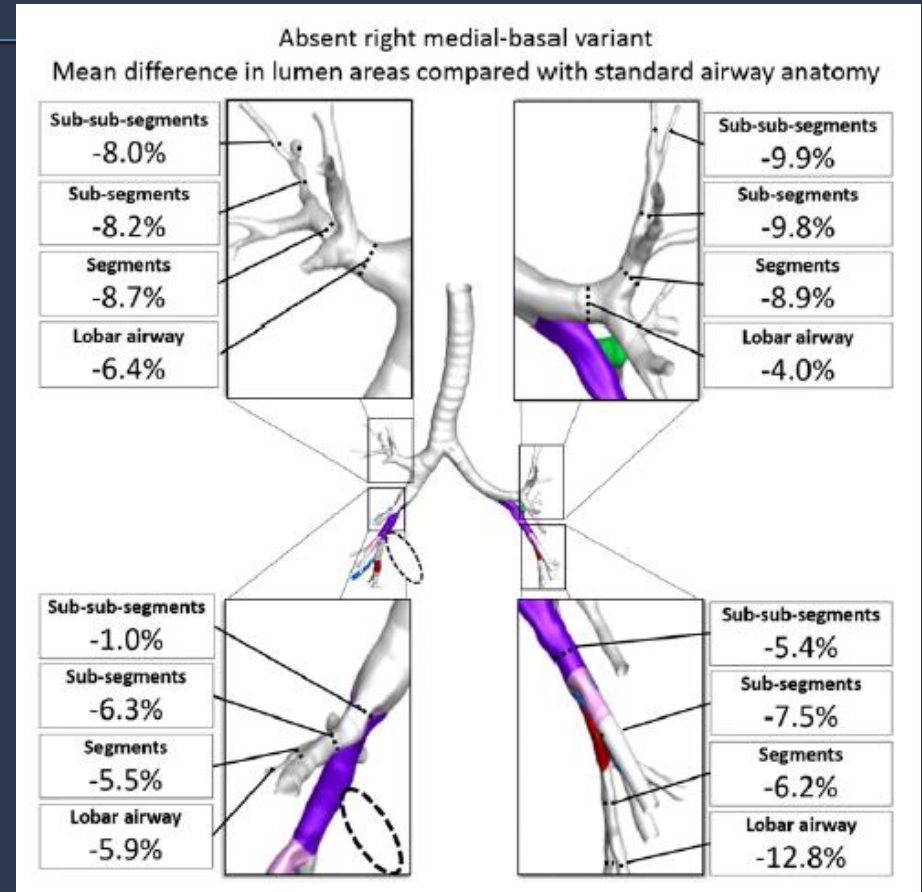 Absent right medial-basal variant
Mean difference in lumen areas compared with standard airway anatomy
Sub-sub-segments
-8.0%
Sub-segments
-8.2%
Segments
-8.7%
Lobar airway
-6.4%
Sub-sub-segments
-9.9%
Sub-segments
-9.8%
Segments
-8.9%
Lobar airway
-4.0%
Sub-sub-segments
-1.0%
Sub-segments
-6.3%
Segments
-5.5%
Lobar airway
-5.9%
Sub-sub-segments
-5.4%
Sub-segments
-7.5%
Segments
-6.2%
Lobar airway
-12.8%